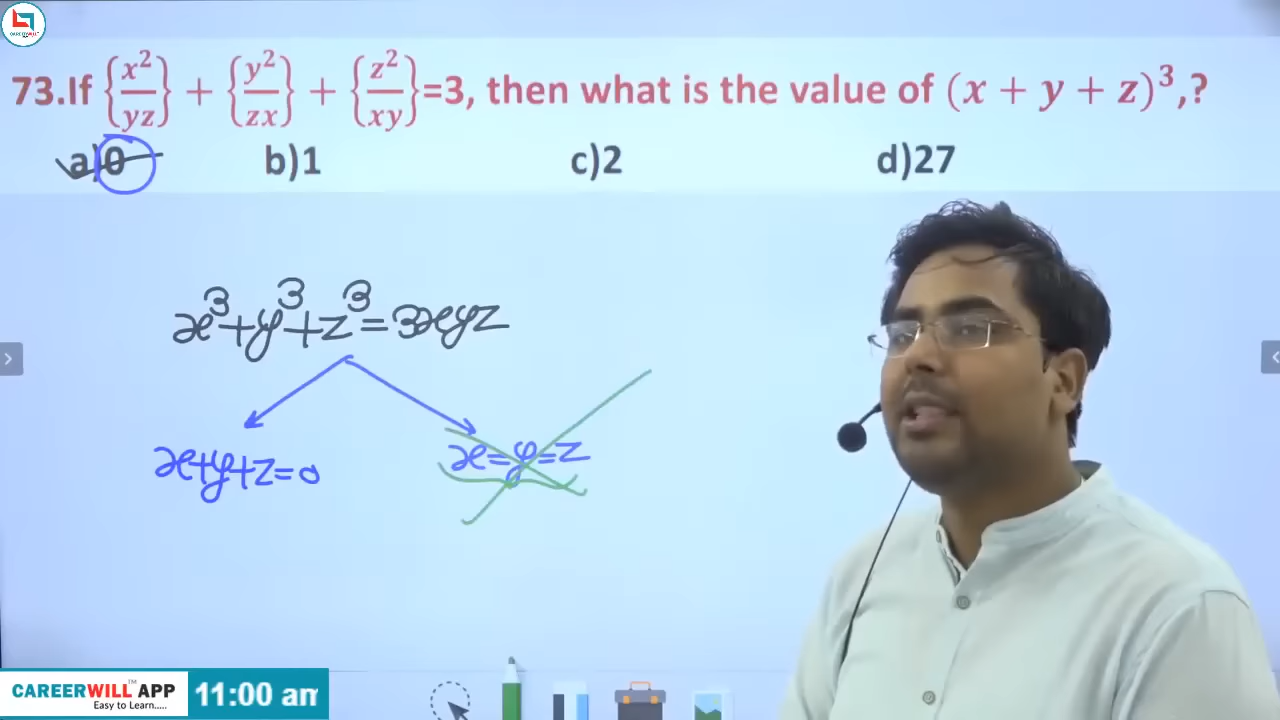 CAREERWILL
73.If {x²/yz} + {y²/zx} + {z²/xy}=3, then what is the value of (x + y + z)³,?
a)0 b)1 c)2 d)27
x³+y³+z³=3xyz
x+y+z=0 x=y=z
CAREERWILL™APP
Easy to Learn.....
11:00 am